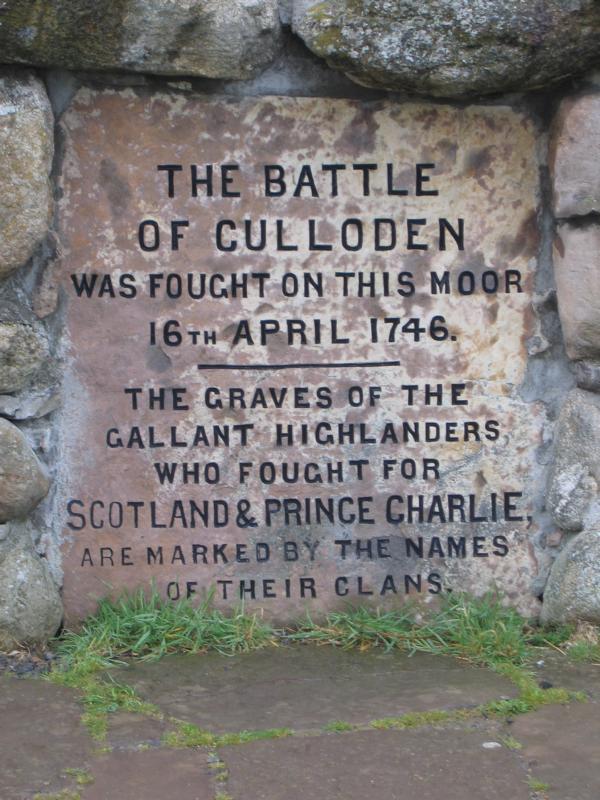 THE BATTLE
OF CULLODEN
WAS FOUGHT ON THIS MOOR
16TH APRIL 1746.
THE GRAVES OF THE
GALLANT HIGHLANDERS,
WHO FOUGHT FOR
SCOTLAND & PRINCE CHARLIE,
ARE MARKED BY THE NAMES
OF THEIR CLANS.